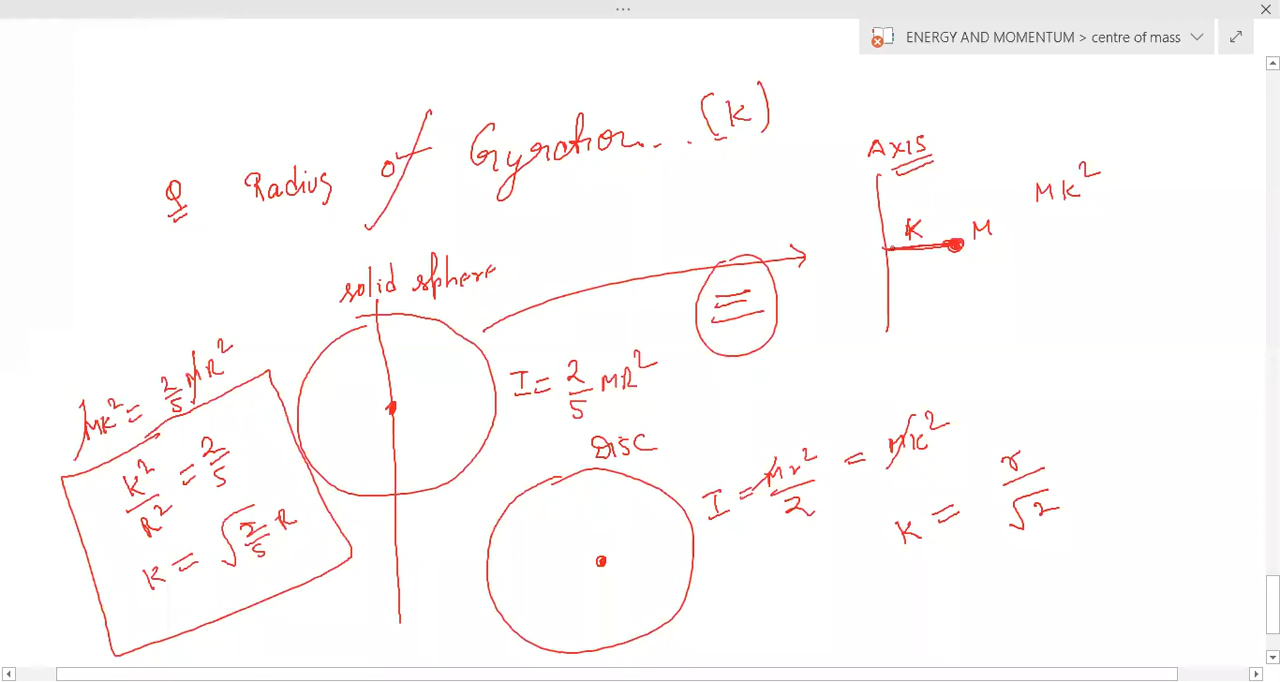 ...
ENERGY AND MOMENTUM > centre of mass
Q Radius of Gyration... (K)
AXIS
K M
MK²
solid sphere
I = 2/5 MR²
MK² = 2/5 MR²
K²/R² = 2/5
K = √2/5 R
DISC
I = Mr²/2 = MK²
K = r/√2